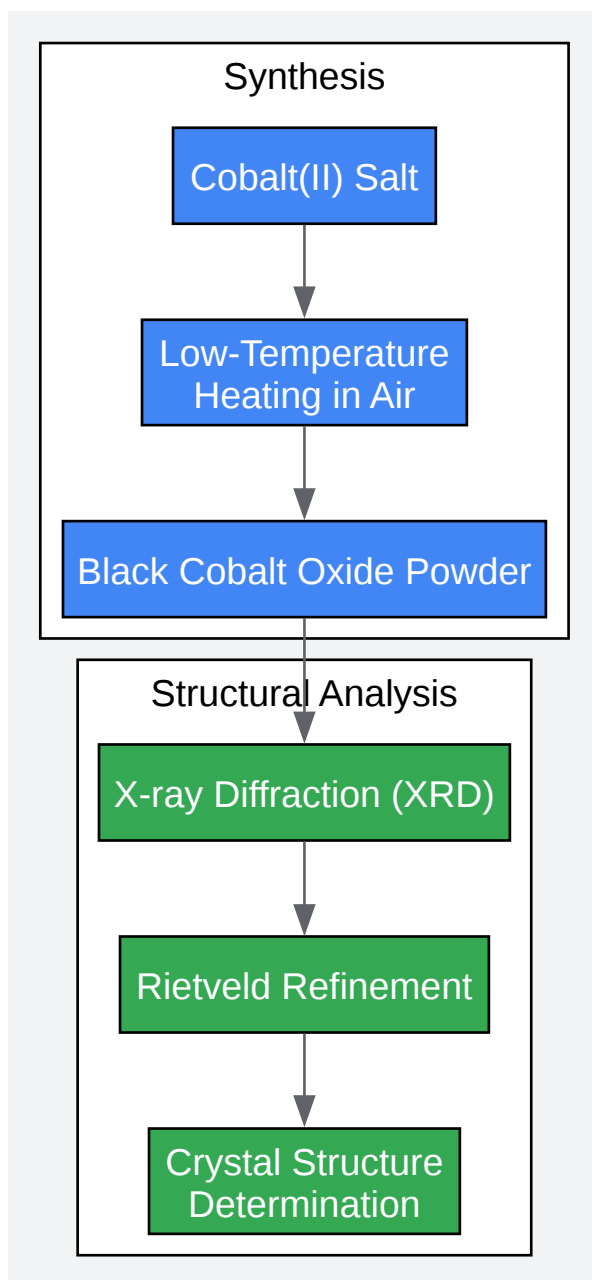 Synthesis
Cobalt(II) Salt
Low-Temperature
Heating in Air
Black Cobalt Oxide Powder
Structural Analysis
X-ray Diffraction (XRD)
Rietveld Refinement
Crystal Structure
Determination